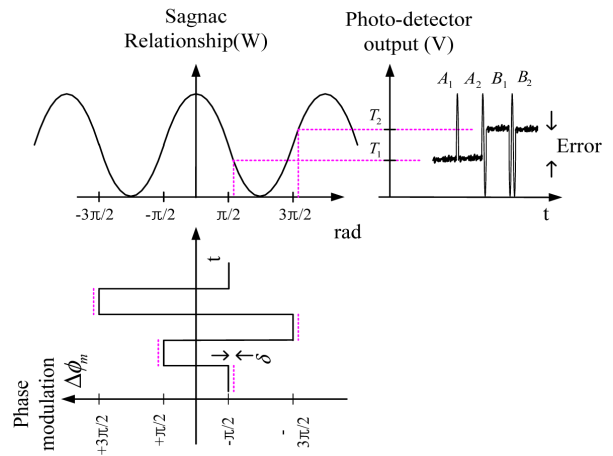 Sagnac
Relationship(W)
Photo-detector
output (V)
A₁ A₂ B₁ B₂
T₂
T₁
Error
-3π/2 -π/2 π/2 3π/2
t
rad
t
δ
Δϕₘ
Phase
modulation
+3π/2
+π/2
-π/2
-
3π/2